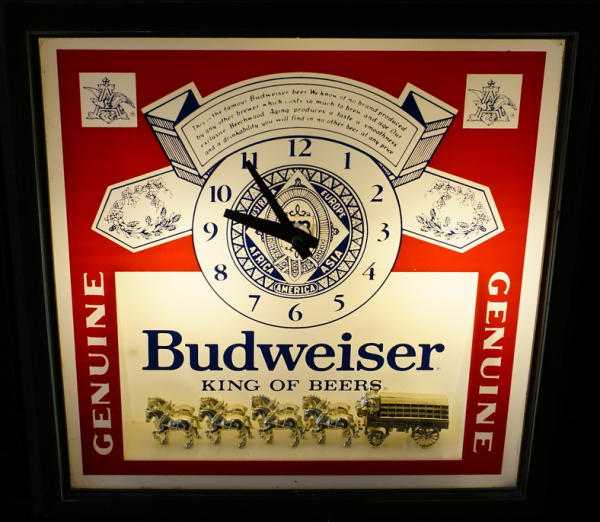 This is the famous Budweiser beer. We know of no brand produced
by any other brewer which costs so much to brew and age. Our
exclusive Beechwood Aging produces a taste, a smoothness
and a drinkability you will find in no other beer at any price.
12
11 1
10 2
9 3
8 4
7 5
6
EUROPE
AFRICA ASIA
AMERICA
GENUINE
GENUINE
Budweiser
KING OF BEERS